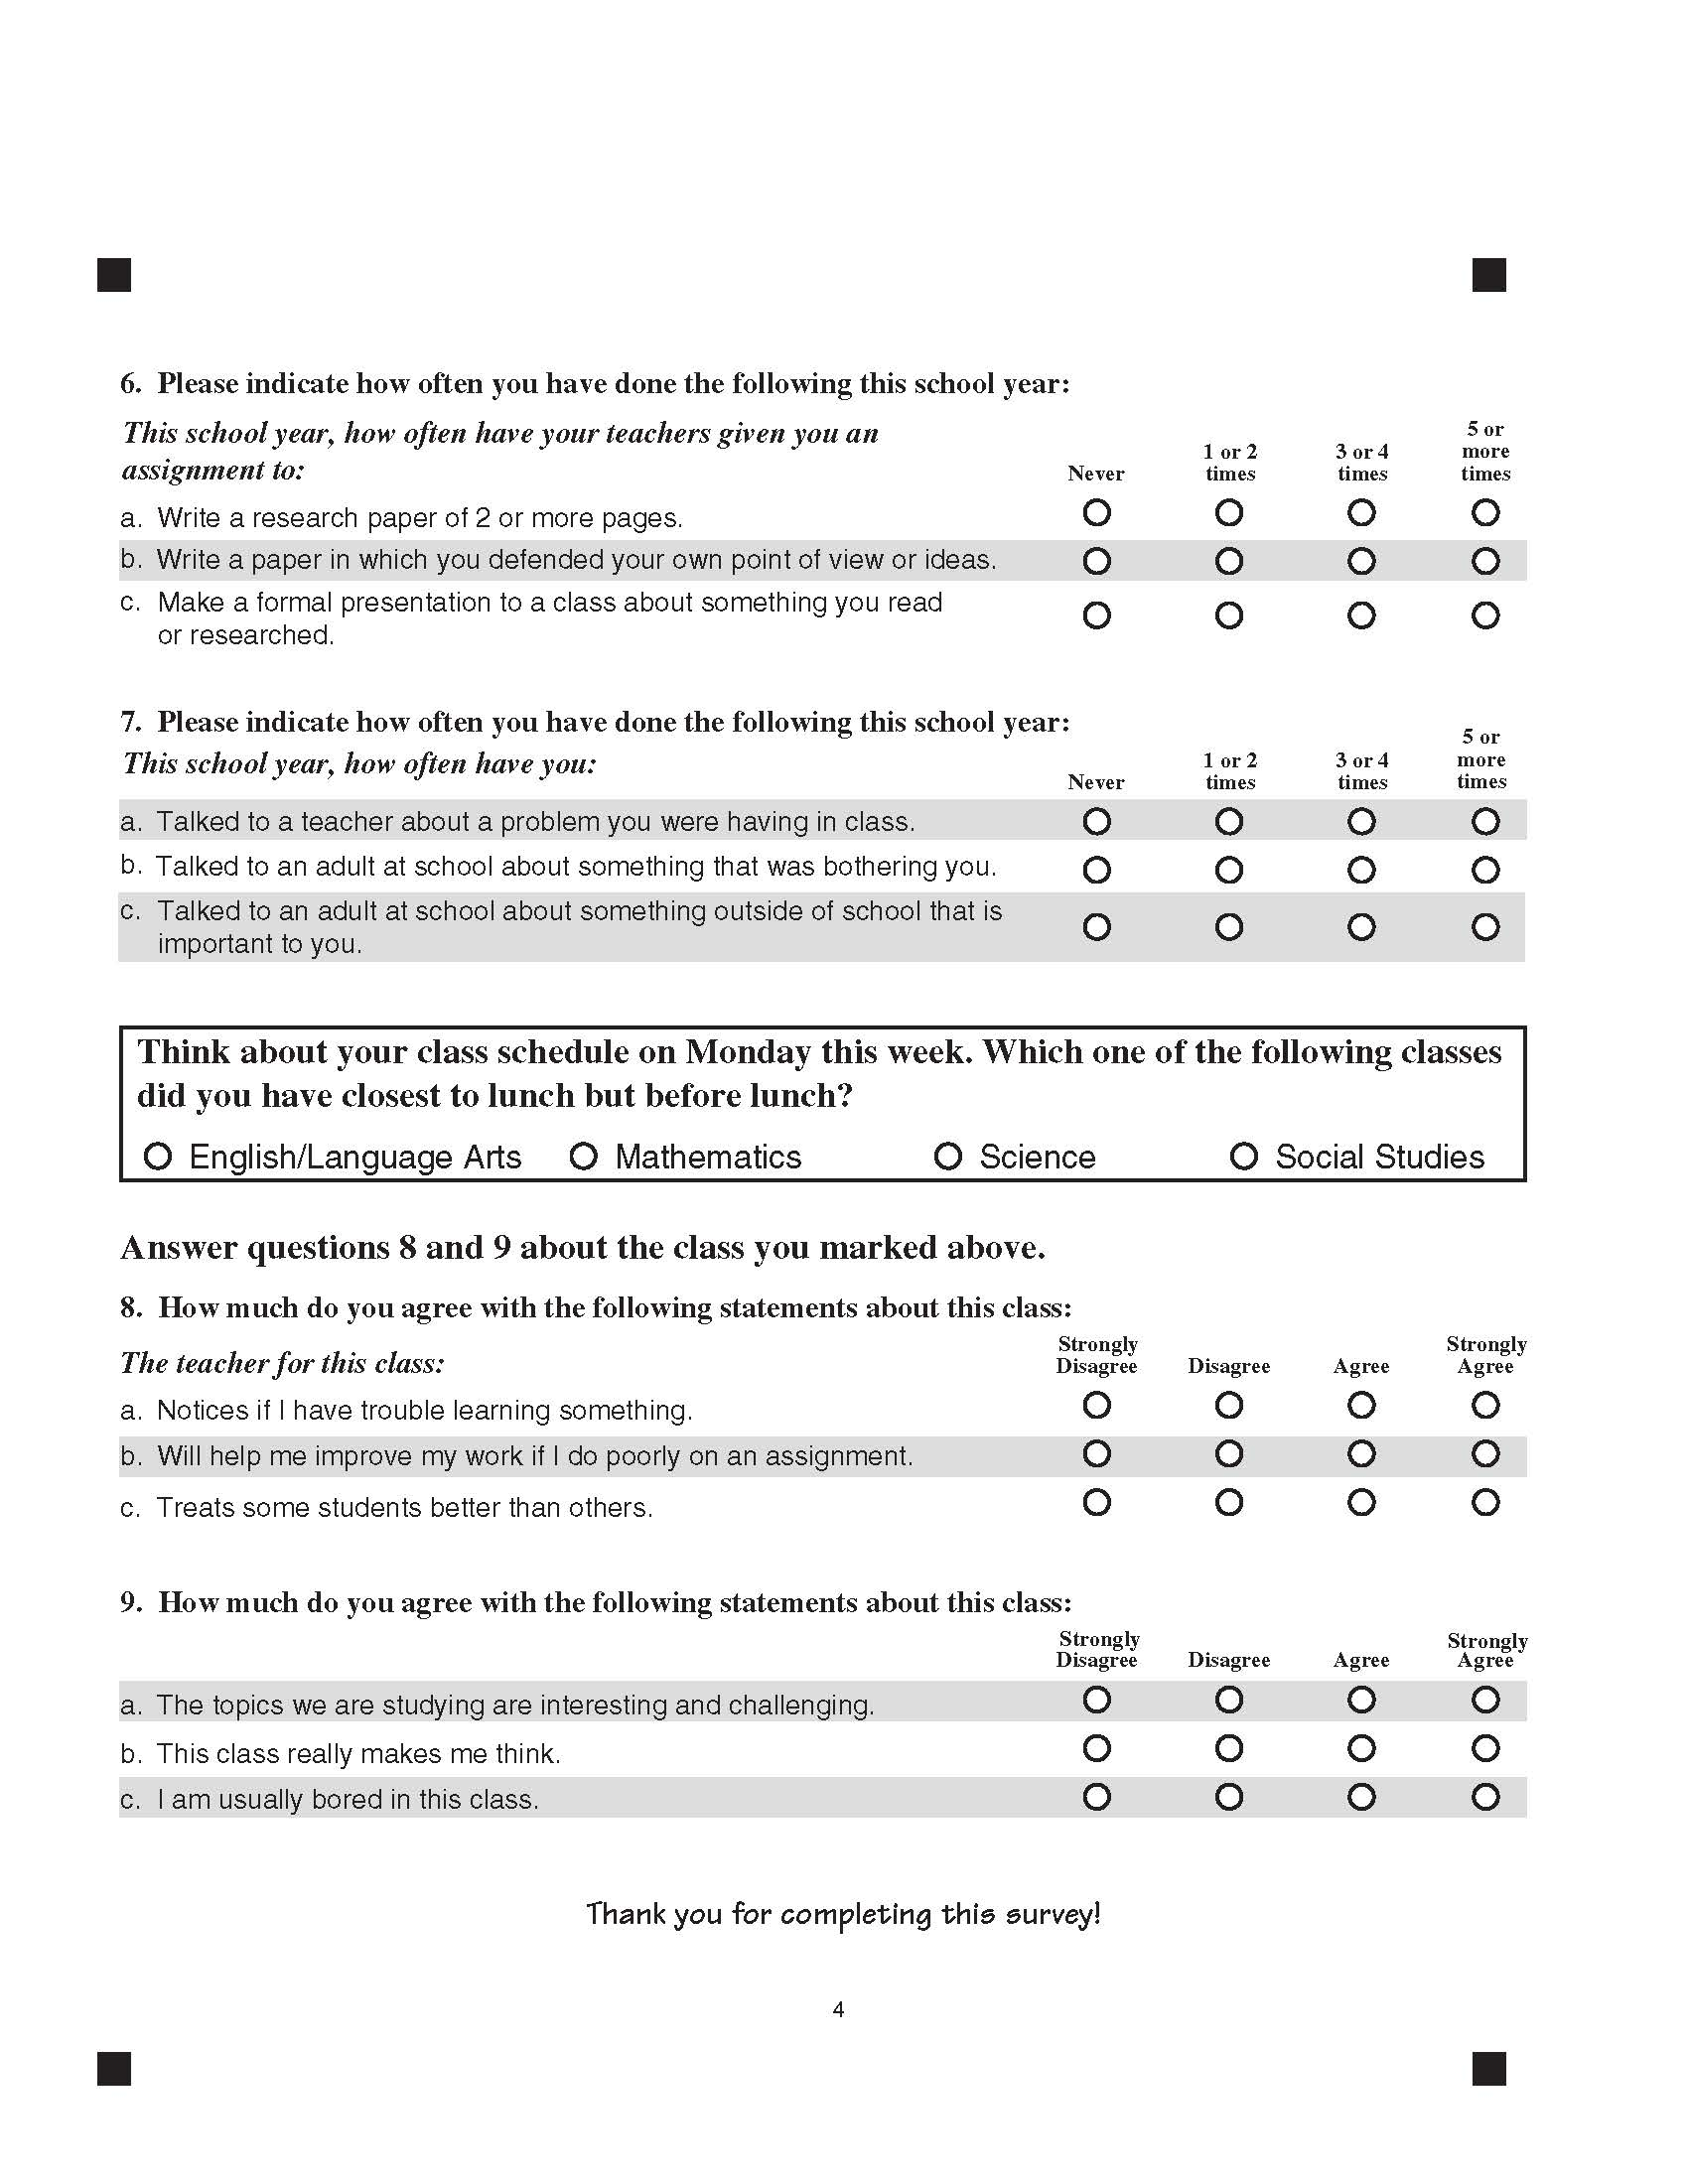 6. Please indicate how often you have done the following this school year:
This school year, how often have your teachers given you an
assignment to:
Never
1 or 2
times
3 or 4
times
5 or
more
times
a. Write a research paper of 2 or more pages.
b. Write a paper in which you defended your own point of view or ideas.
c. Make a formal presentation to a class about something you read
or researched.
7. Please indicate how often you have done the following this school year:
This school year, how often have you:
Never
1 or 2
times
3 or 4
times
5 or
more
times
a. Talked to a teacher about a problem you were having in class.
b. Talked to an adult at school about something that was bothering you.
c. Talked to an adult at school about something outside of school that is
important to you.
Think about your class schedule on Monday this week. Which one of the following classes
did you have closest to lunch but before lunch?
English/Language Arts Mathematics Science Social Studies
Answer questions 8 and 9 about the class you marked above.
8. How much do you agree with the following statements about this class:
The teacher for this class:
Strongly
Disagree
Disagree
Agree
Strongly
Agree
a. Notices if I have trouble learning something.
b. Will help me improve my work if I do poorly on an assignment.
c. Treats some students better than others.
9. How much do you agree with the following statements about this class:
Strongly
Disagree
Disagree
Agree
Strongly
Agree
a. The topics we are studying are interesting and challenging.
b. This class really makes me think.
c. I am usually bored in this class.
Thank you for completing this survey!
4